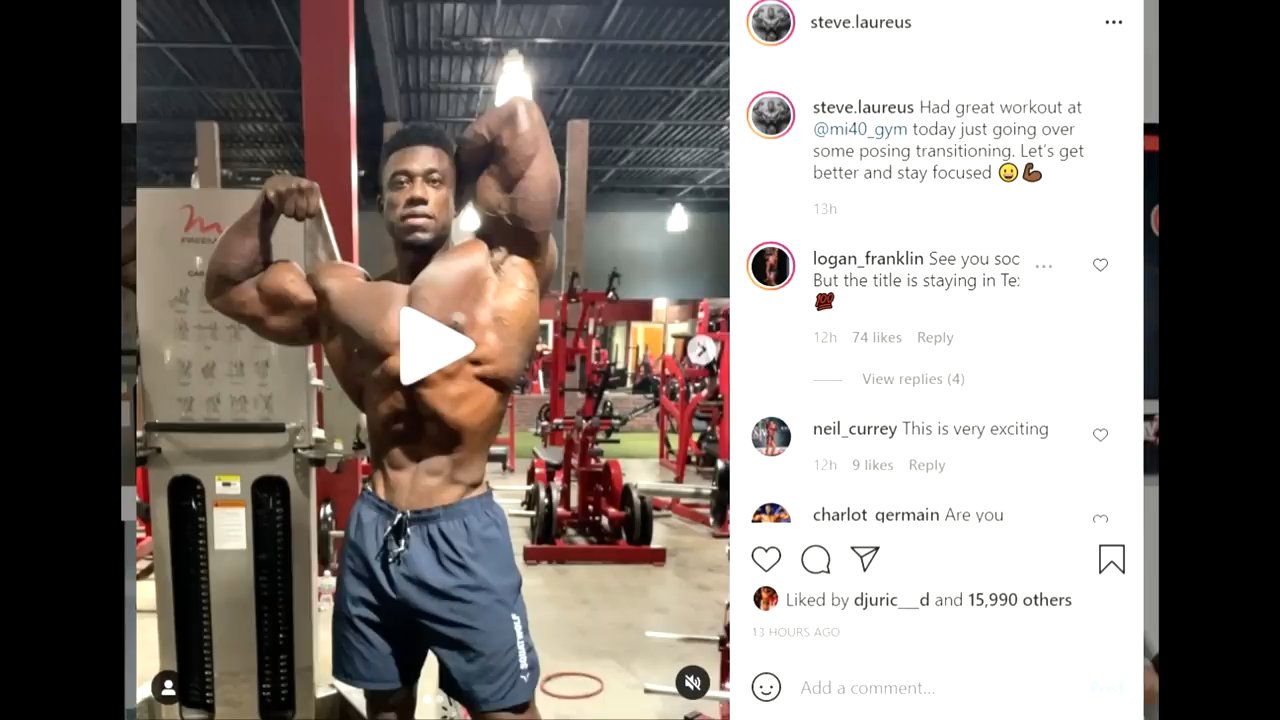 steve.laureus
steve.laureus Had great workout at
@mi40_gym today just going over
some posing transitioning. Let's get
better and stay focused 😀💪🏾
13h
logan_franklin See you soc
But the title is staying in Te:
💯
12h 74 likes Reply
View replies (4)
neil_currey This is very exciting
12h 9 likes Reply
charlot_germain Are you
Liked by djuric___d and 15,990 others
13 HOURS AGO
Add a comment...
Post
SQUATWOLF